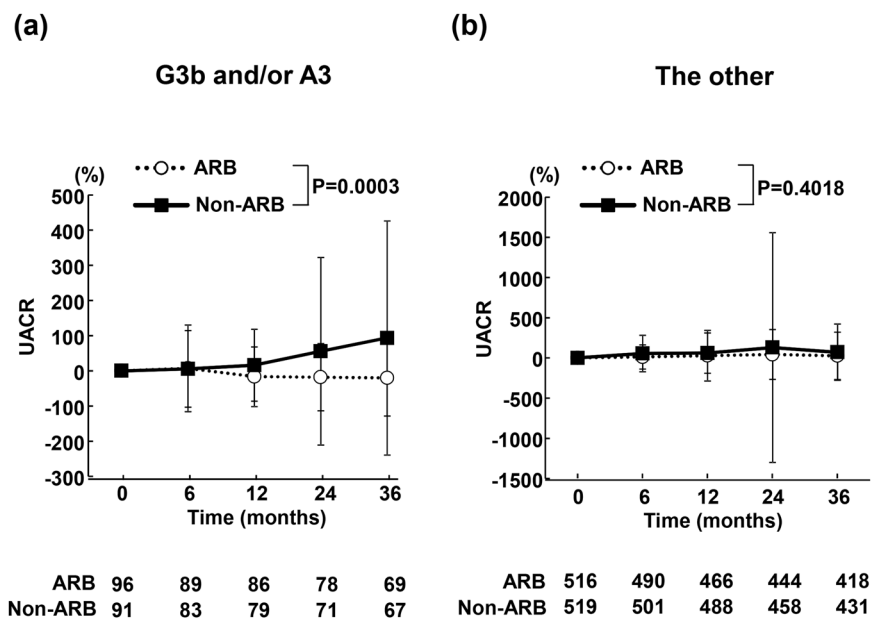 (a)
G3b and/or A3
(%)
ARB
Non-ARB
P=0.0003
500
400
300
200
100
0
-100
-200
-300
UACR
0 6 12 24 36
Time (months)
ARB 96 89 86 78 69
Non-ARB 91 83 79 71 67
(b)
The other
(%)
ARB
Non-ARB
P=0.4018
2000
1500
1000
500
0
-500
-1000
-1500
UACR
0 6 12 24 36
Time (months)
ARB 516 490 466 444 418
Non-ARB 519 501 488 458 431